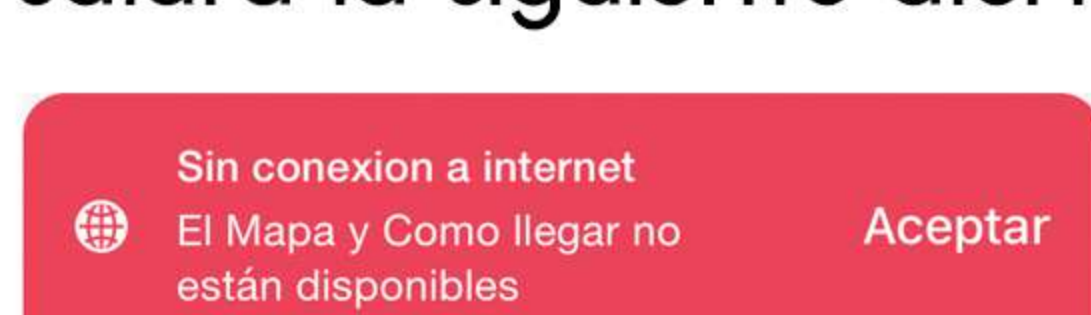 Sin conexion a internet
El Mapa y Como llegar no
están disponibles
Aceptar